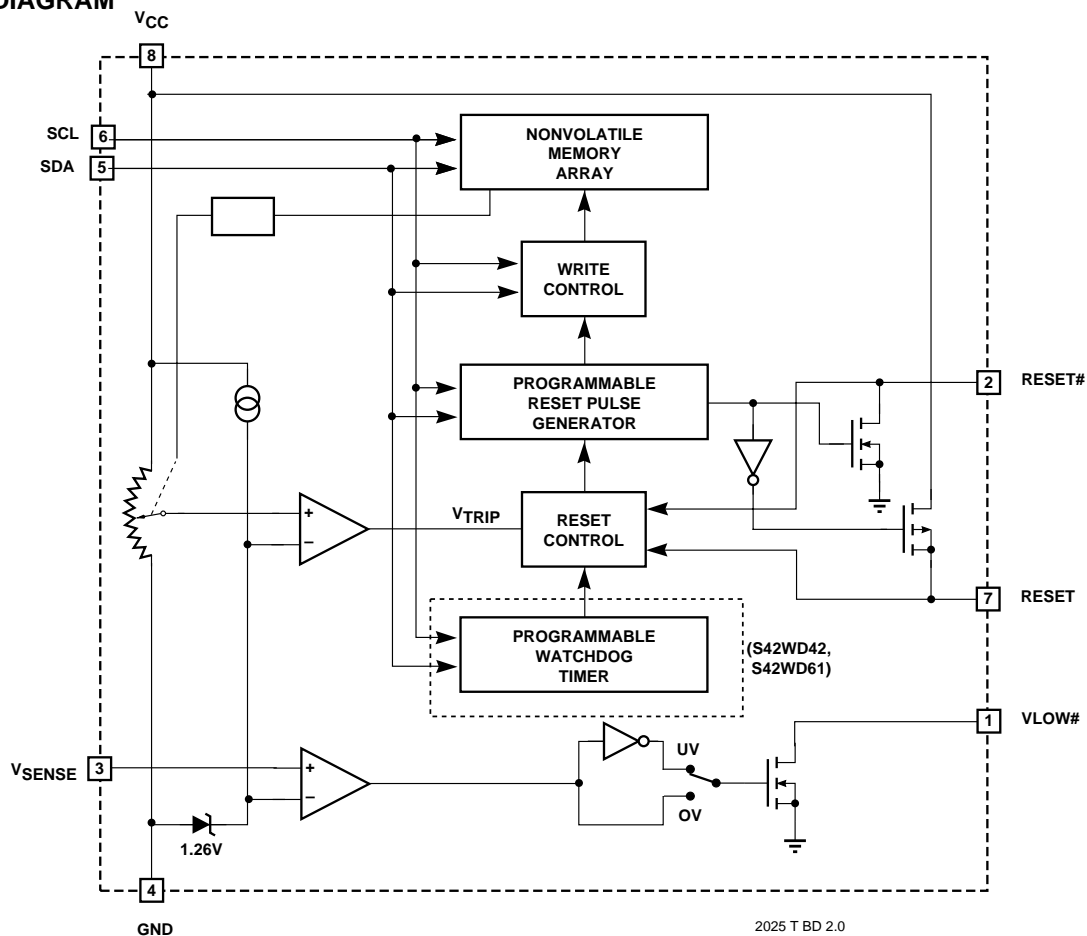 DIAGRAM
VCC
8
SCL
6
SDA
5
NONVOLATILE
MEMORY
ARRAY
WRITE
CONTROL
PROGRAMMABLE
RESET PULSE
GENERATOR
2
RESET#
+
–
VTRIP
RESET
CONTROL
7
RESET
PROGRAMMABLE
WATCHDOG
TIMER
(S42WD42,
S42WD61)
1
VLOW#
VSENSE
3
+
–
UV
OV
1.26V
4
GND
2025 T BD 2.0